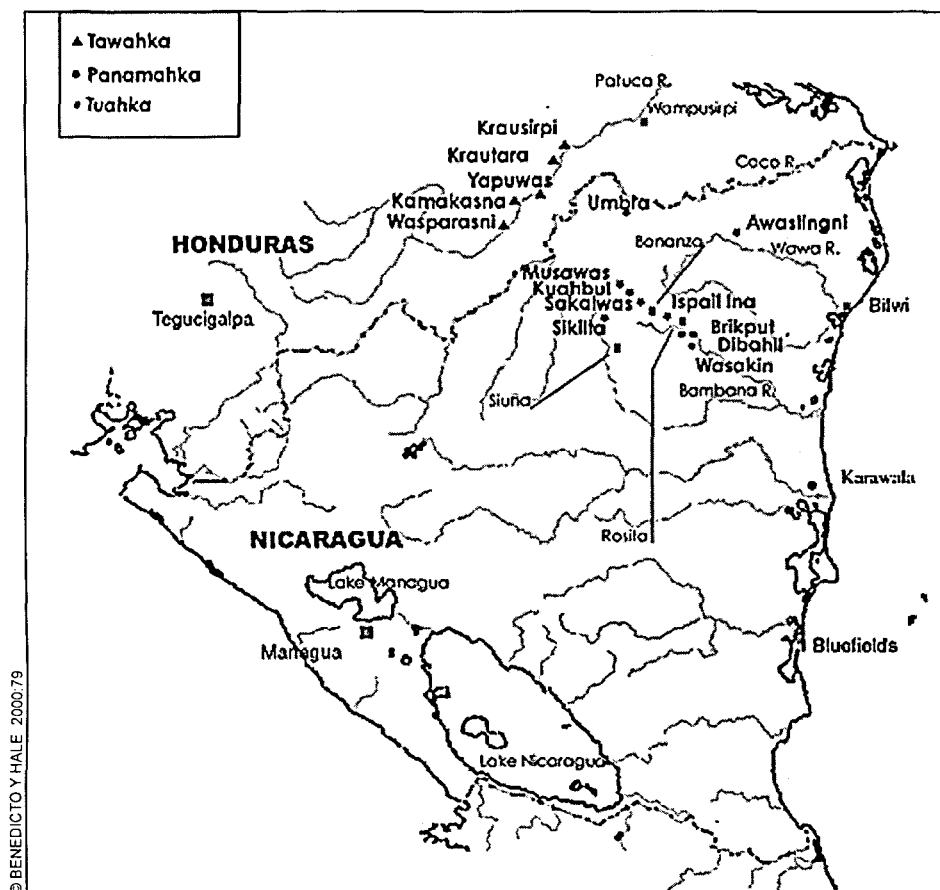 Tawahka
Panamahka
Tuahka
Patuca R.
Wampusirpi
Krausirpi
Krautara
Yapuwas
Kamakasna
Wasparasni
Coco R.
Umbra
Awastingni
HONDURAS
Bonanza
Wawa R.
Musawas
Kuahbul
Sakalwas
Ispail Ina
Siklita
Tegucigalpa
Bilwi
Brikput
Dibahil
Wasakin
Siuña
Bambana R.
Karawala
NICARAGUA
Rosita
Lake Managua
Managua
Bluefields
Lake Nicaragua
© BENEDICTO Y HALE 2000:79